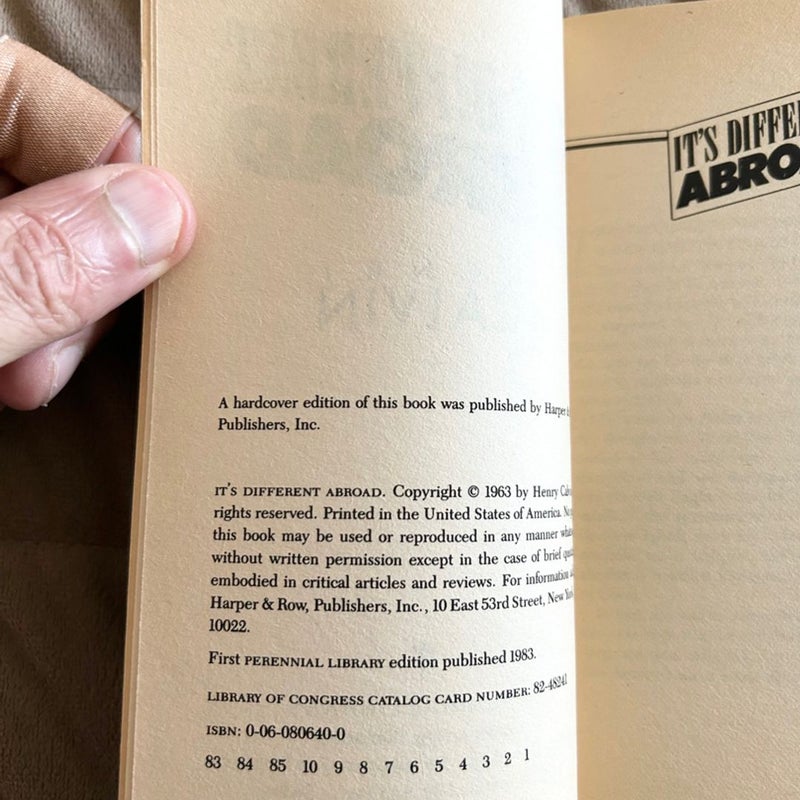 A hardcover edition of this book was published by Harper &
Publishers, Inc.
IT'S DIFFERENT ABROAD. Copyright © 1963 by Henry
rights reserved. Printed in the United States of America. No
this book may be used or reproduced in any manner
without written permission except in the case of brief
embodied in critical articles and reviews. For information
Harper & Row, Publishers, Inc., 10 East 53rd Street, New York
10022.
First PERENNIAL LIBRARY edition published 1983.
LIBRARY OF CONGRESS CATALOG CARD NUMBER: 82-48241
ISBN: 0-06-080640-0
83 84 85 10 9 8 7 6 5 4 3 2 1
IT'S DIFFE
ABRO